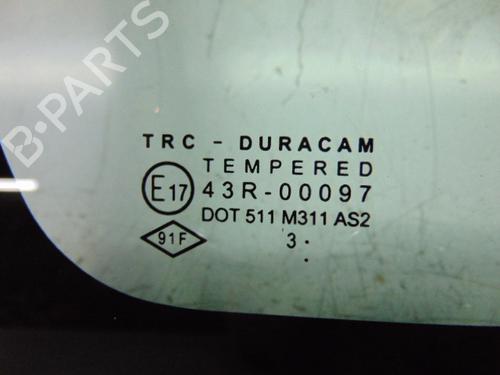 B-PARTS
TRC - DURACAM
TEMPERED
E17 43R-00097
DOT 511 M311 AS2
91F 3